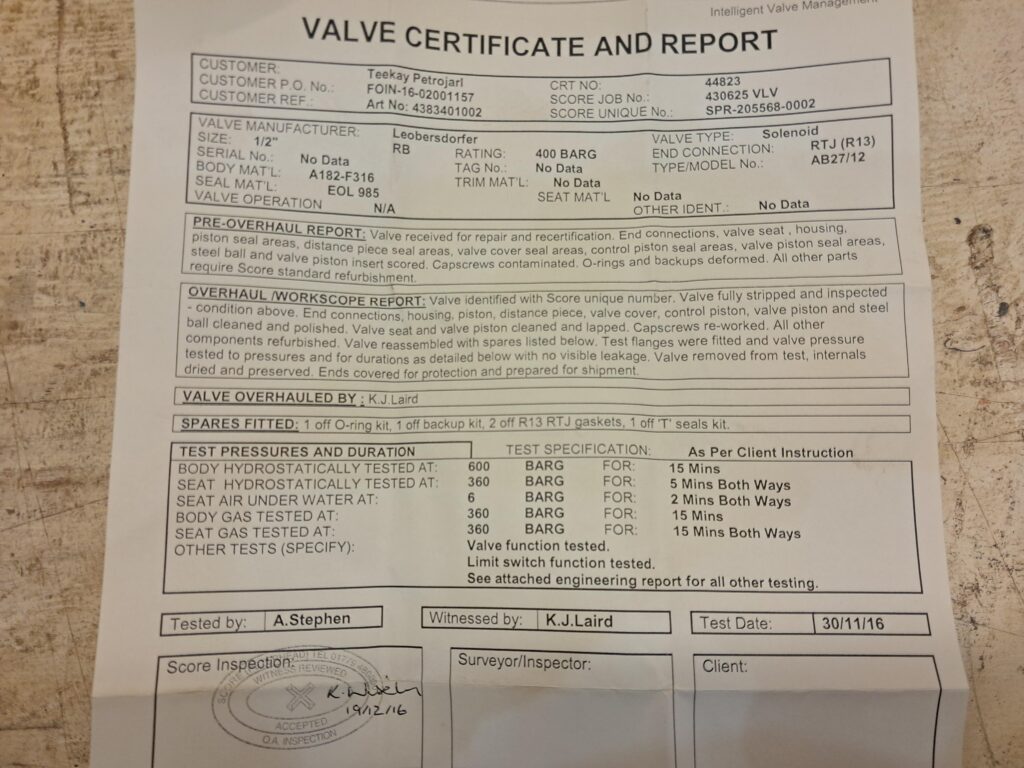 Intelligent Valve Management
VALVE CERTIFICATE AND REPORT
CUSTOMER: Teekay Petrojarl CRT NO: 44823
CUSTOMER P.O. No.: FOIN-16-02001157 SCORE JOB No.: 430625 VLV
CUSTOMER REF.: Art No: 4383401002 SCORE UNIQUE No.: SPR-205568-0002
VALVE MANUFACTURER: Leobersdorfer VALVE TYPE: Solenoid
SIZE: 1/2" RB RATING: 400 BARG END CONNECTION: RTJ (R13)
SERIAL No.: No Data TAG No.: No Data TYPE/MODEL No.: AB27/12
BODY MAT'L: A182-F316 TRIM MAT'L: No Data
SEAL MAT'L: EOL 985 SEAT MAT'L No Data
VALVE OPERATION N/A OTHER IDENT.: No Data
PRE-OVERHAUL REPORT: Valve received for repair and recertification. End connections, valve seat , housing,
piston seal areas, distance piece seal areas, valve cover seal areas, control piston seal areas, valve piston seal areas,
steel ball and valve piston insert scored. Capscrews contaminated. O-rings and backups deformed. All other parts
require Score standard refurbishment.
OVERHAUL /WORKSCOPE REPORT: Valve identified with Score unique number. Valve fully stripped and inspected
- condition above. End connections, housing, piston, distance piece, valve cover, control piston, valve piston and steel
ball cleaned and polished. Valve seat and valve piston cleaned and lapped. Capscrews re-worked. All other
components refurbished. Valve reassembled with spares listed below. Test flanges were fitted and valve pressure
tested to pressures and for durations as detailed below with no visible leakage. Valve removed from test, internals
dried and preserved. Ends covered for protection and prepared for shipment.
VALVE OVERHAULED BY : K.J.Laird
SPARES FITTED: 1 off O-ring kit, 1 off backup kit, 2 off R13 RTJ gaskets, 1 off 'T' seals kit.
TEST PRESSURES AND DURATION TEST SPECIFICATION: As Per Client Instruction
BODY HYDROSTATICALLY TESTED AT: 600 BARG FOR: 15 Mins
SEAT HYDROSTATICALLY TESTED AT: 360 BARG FOR: 5 Mins Both Ways
SEAT AIR UNDER WATER AT: 6 BARG FOR: 2 Mins Both Ways
BODY GAS TESTED AT: 360 BARG FOR: 15 Mins
SEAT GAS TESTED AT: 360 BARG FOR: 15 Mins Both Ways
OTHER TESTS (SPECIFY): Valve function tested.
Limit switch function tested.
See attached engineering report for all other testing.
Tested by: A.Stephen Witnessed by: K.J.Laird Test Date: 30/11/16
Score Inspection: Surveyor/Inspector: Client:
WITNESS REVIEWED
19/12/16
ACCEPTED
Q.A. INSPECTION